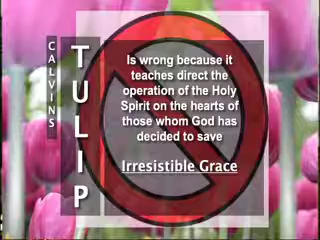 CALVINS
TULIP
Is wrong because it
teaches direct the
operation of the Holy
Spirit on the hearts of
those whom God has
decided to save
Irresistible Grace